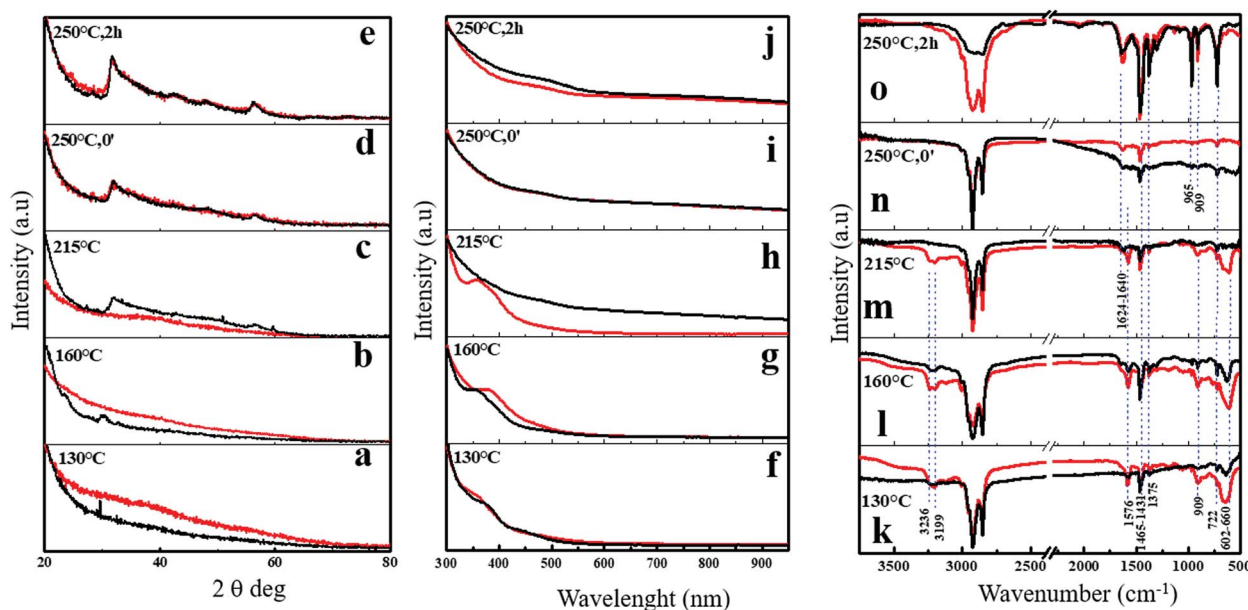 250°C,2h
e
250°C,0'
d
215°C
c
160°C
b
130°C
a
20
40
60
80
2 θ deg
Intensity (a.u)
250°C,2h
j
250°C,0'
i
215°C
h
160°C
g
130°C
f
300
400
500
600
700
800
900
Wavelenght (nm)
Intensity (a.u)
250°C,2h
o
250°C,0'
n
965
909
215°C
m
1624-1640
160°C
l
130°C
k
3236
3199
1576
1465-1431
1375
909
722
602-660
3500
3000
2500
2000
1500
1000
500
Wavenumber (cm⁻¹)
Intensity (a.u)